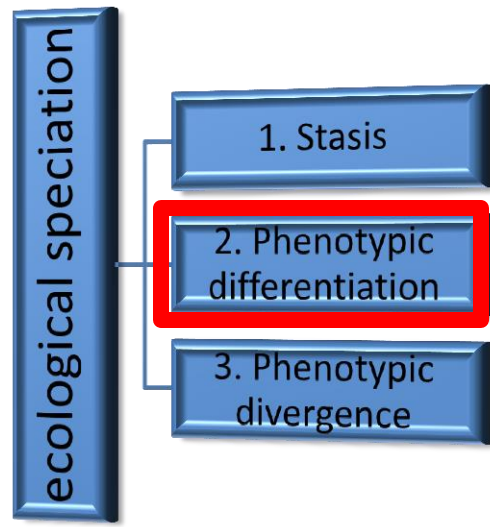 ecological speciation
1. Stasis
2. Phenotypic
differentiation
3. Phenotypic
divergence